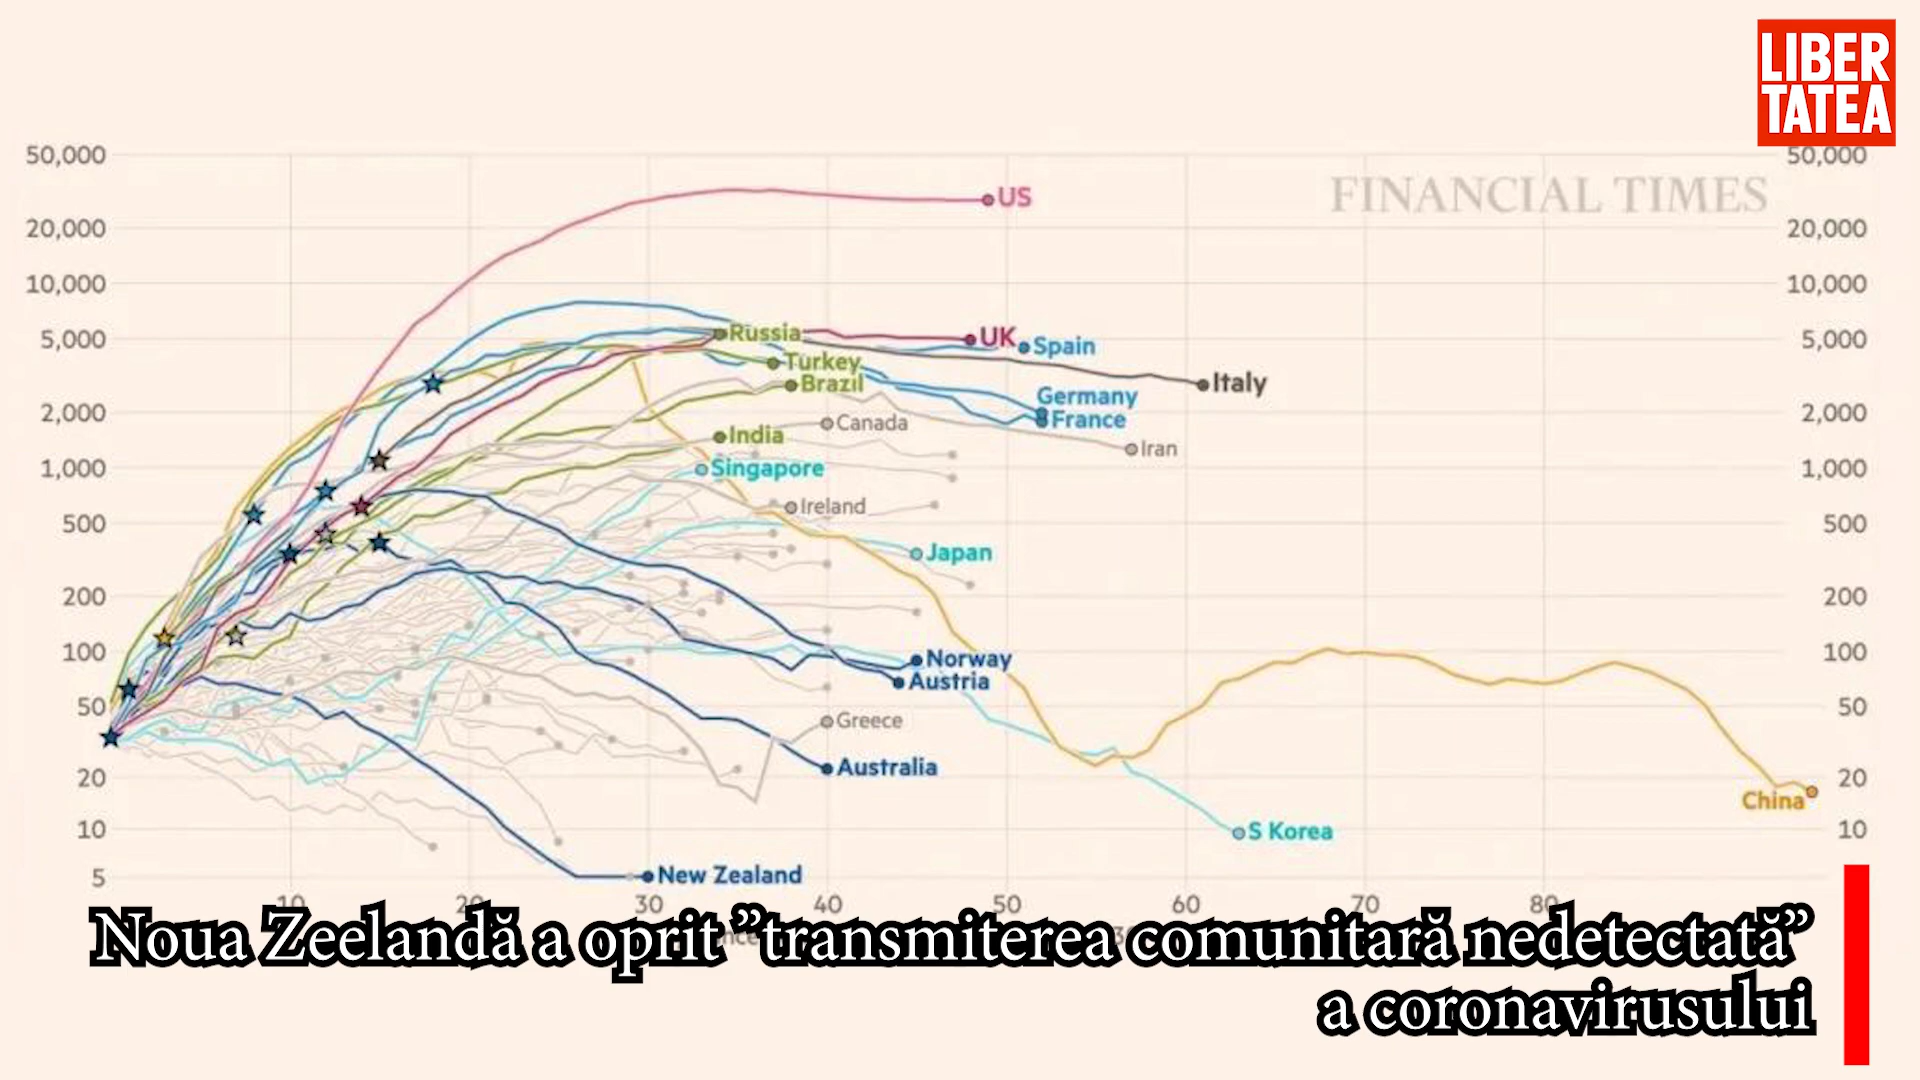 LIBER
TATEA
50,000 50,000
FINANCIAL TIMES
US
20,000 20,000
10,000 10,000
5,000 Russia UK Spain 5,000
Turkey
Brazil Italy
Germany
2,000 Canada France 2,000
India Iran
1,000 Singapore 1,000
Ireland
500 500
Japan
200 200
100 Norway 100
Austria
50 Greece 50
20 Australia 20
China
10 S Korea 10
5 New Zealand
10 20 30 40 50 60 70 80
Noua Zeelandă a oprit ”transmiterea comunitară nedetectată”
a coronavirusului